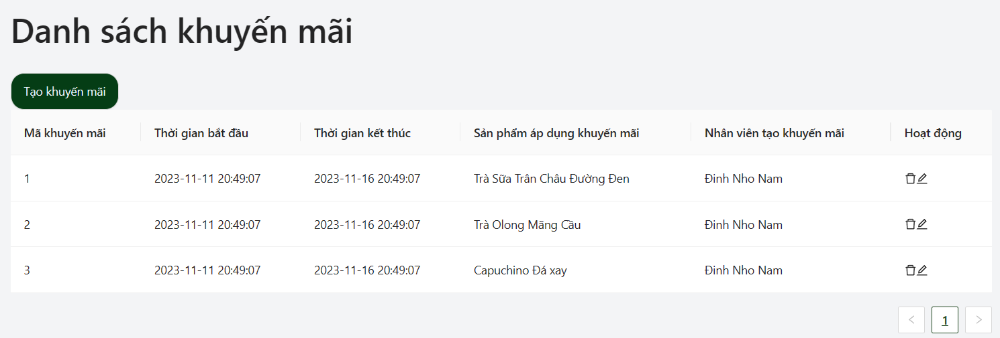 Danh sách khuyến mãi
Tạo khuyến mãi
Mã khuyến mãi Thời gian bắt đầu Thời gian kết thúc Sản phẩm áp dụng khuyến mãi Nhân viên tạo khuyến mãi Hoạt động
1 2023-11-11 20:49:07 2023-11-16 20:49:07 Trà Sữa Trân Châu Đường Đen Đinh Nho Nam
2 2023-11-11 20:49:07 2023-11-16 20:49:07 Trà Olong Mãng Cầu Đinh Nho Nam
3 2023-11-11 20:49:07 2023-11-16 20:49:07 Capuchino Đá xay Đinh Nho Nam
1